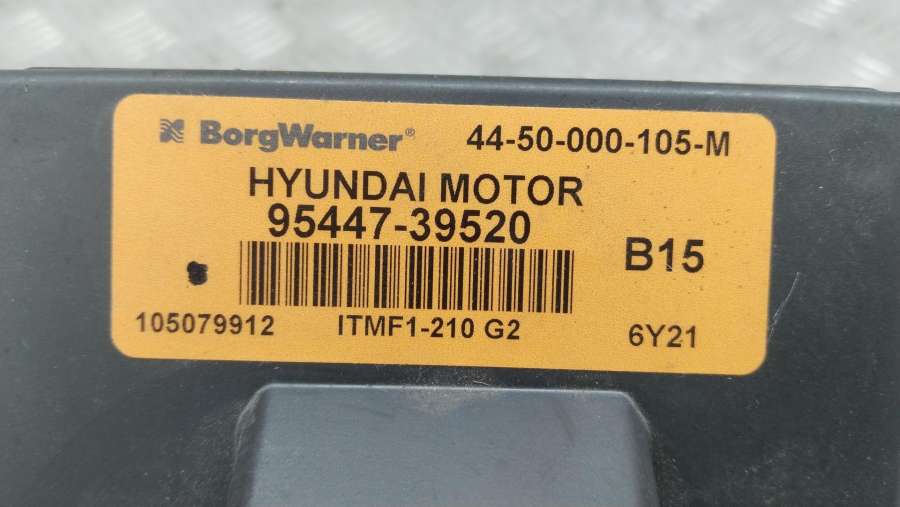 BorgWarner® 44-50-000-105-M
HYUNDAI MOTOR
95447-39520
B15
105079912 ITMF1-210 G2 6Y21